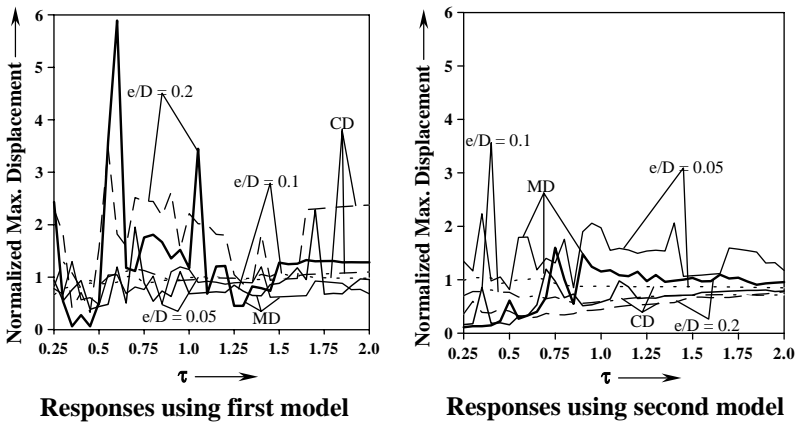 Normalized Max. Displacement
6
5
4
3
2
1
0
e/D = 0.2
CD
e/D = 0.1
e/D = 0.05
MD
0.25 0.5 0.75 1.0 1.25 1.5 1.75 2.0
τ
Responses using first model
Normalized Max. Displacement
6
5
4
3
2
1
0
e/D = 0.1
e/D = 0.05
MD
CD
e/D = 0.2
0.25 0.5 0.75 1.0 1.25 1.5 1.75 2.0
τ
Responses using second model